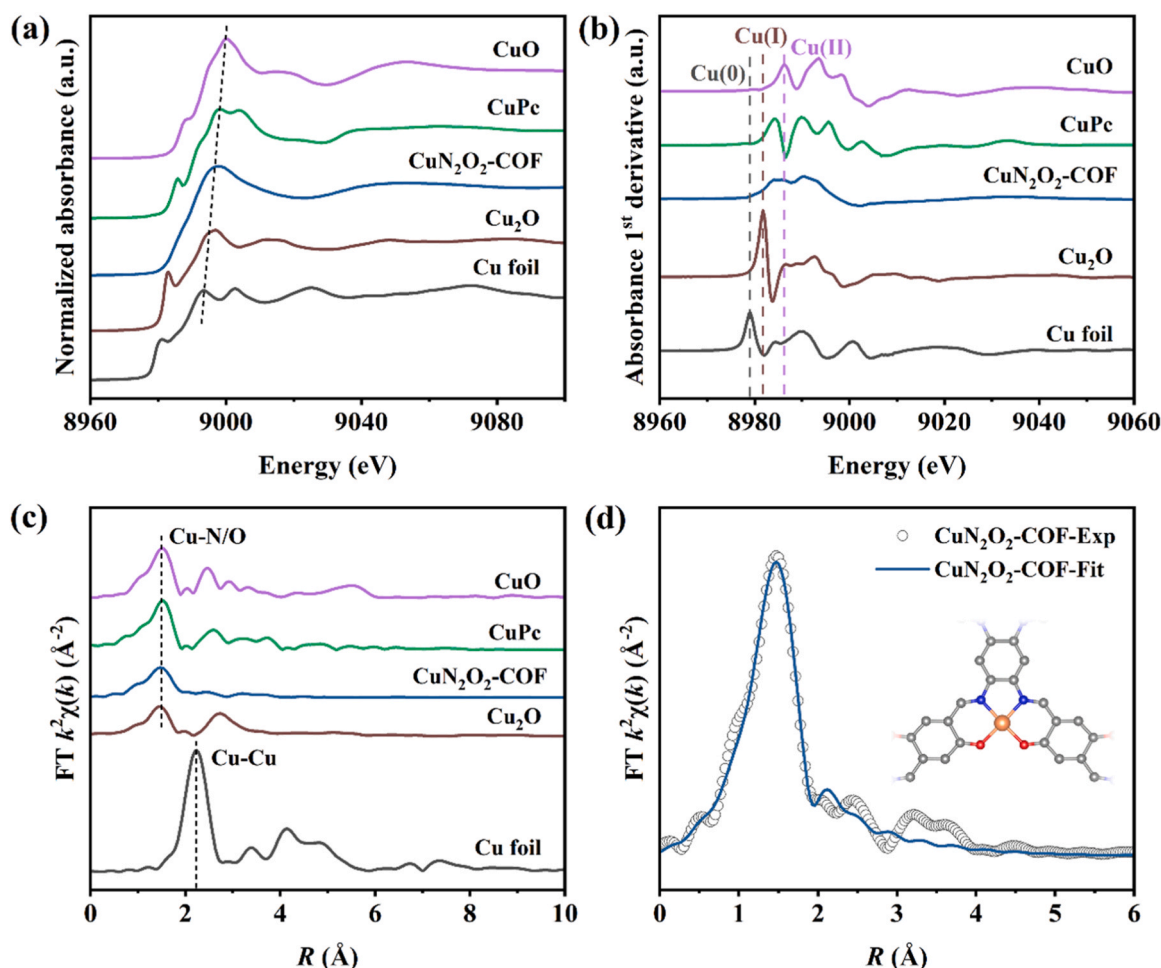 (a)
CuO
CuPc
CuN₂O₂-COF
Cu₂O
Cu foil
Normalized absorbance (a.u.)
8960 9000 9040 9080
Energy (eV)
(b)
Cu(0)
Cu(I)
Cu(II)
CuO
CuPc
CuN₂O₂-COF
Cu₂O
Cu foil
Absorbance 1ˢᵗ derivative (a.u.)
8960 8980 9000 9020 9040 9060
Energy (eV)
(c)
Cu-N/O
CuO
CuPc
CuN₂O₂-COF
Cu₂O
Cu-Cu
Cu foil
FT k²χ(k) (Å⁻²)
0 2 4 6 8 10
R (Å)
(d)
CuN₂O₂-COF-Exp
CuN₂O₂-COF-Fit
FT k²χ(k) (Å⁻²)
0 1 2 3 4 5 6
R (Å)